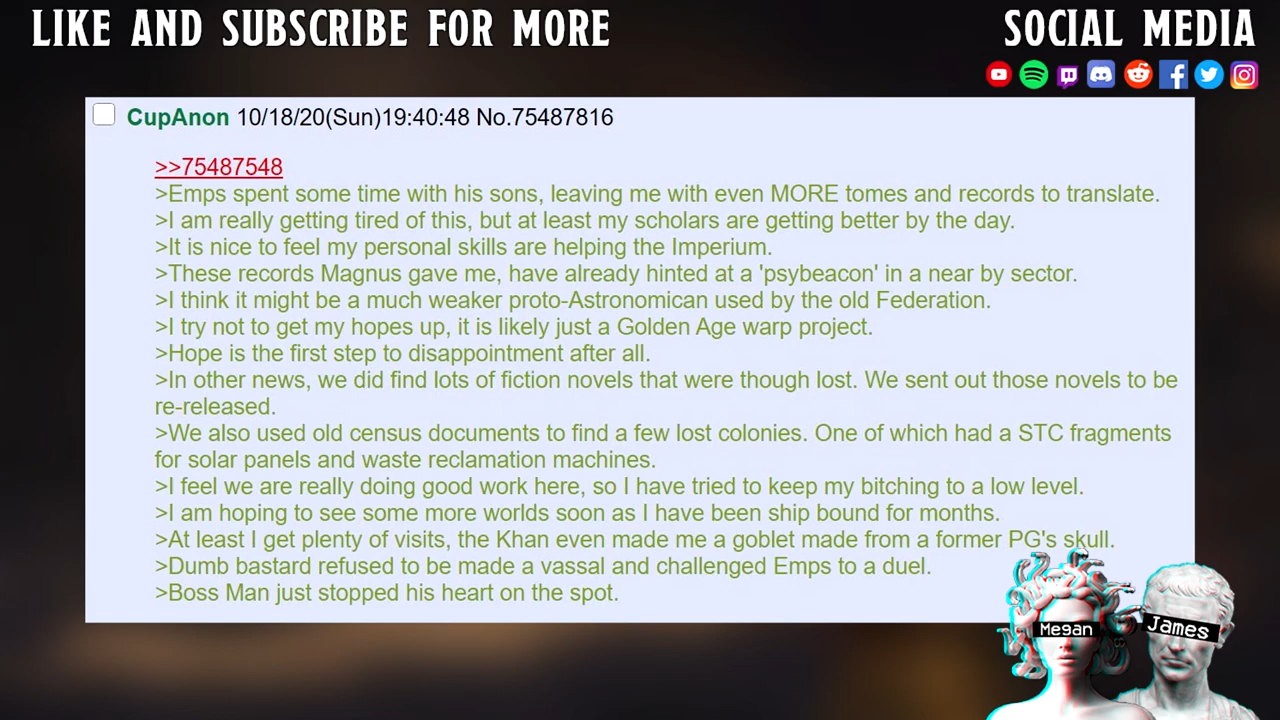 LIKE AND SUBSCRIBE FOR MORE
SOCIAL MEDIA
CupAnon 10/18/20(Sun)19:40:48 No.75487816
>>75487548
>Emps spent some time with his sons, leaving me with even MORE tomes and records to translate.
>I am really getting tired of this, but at least my scholars are getting better by the day.
>It is nice to feel my personal skills are helping the Imperium.
>These records Magnus gave me, have already hinted at a 'psybeacon' in a near by sector.
>I think it might be a much weaker proto-Astronomican used by the old Federation.
>I try not to get my hopes up, it is likely just a Golden Age warp project.
>Hope is the first step to disappointment after all.
>In other news, we did find lots of fiction novels that were though lost. We sent out those novels to be
re-released.
>We also used old census documents to find a few lost colonies. One of which had a STC fragments
for solar panels and waste reclamation machines.
>I feel we are really doing good work here, so I have tried to keep my bitching to a low level.
>I am hoping to see some more worlds soon as I have been ship bound for months.
>At least I get plenty of visits, the Khan even made me a goblet made from a former PG's skull.
>Dumb bastard refused to be made a vassal and challenged Emps to a duel.
>Boss Man just stopped his heart on the spot.
Megan
James